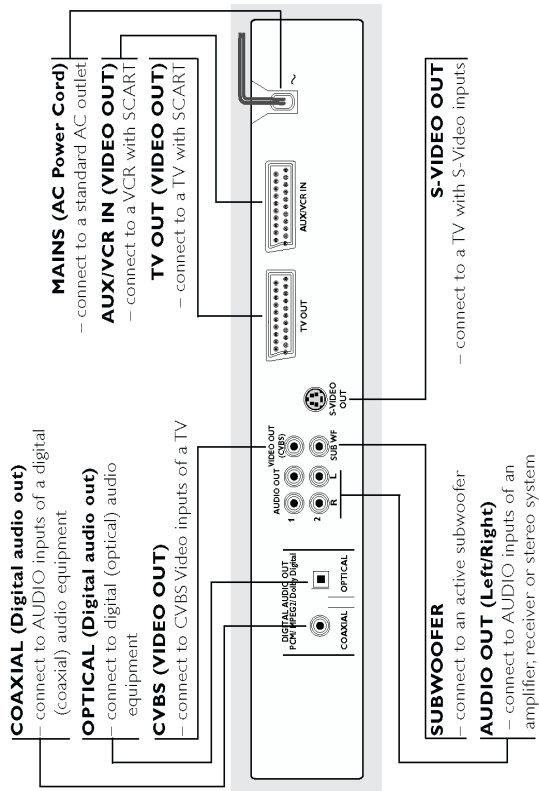 COAXIAL (Digital audio out)
– connect to AUDIO inputs of a digital
(coaxial) audio equipment
OPTICAL (Digital audio out)
– connect to digital (optical) audio
equipment
CVBS (VIDEO OUT)
– connect to CVBS Video inputs of a TV
MAINS (AC Power Cord)
– connect to a standard AC outlet
AUX/VCR IN (VIDEO OUT)
– connect to a VCR with SCART
TV OUT (VIDEO OUT)
– connect to a TV with SCART
DIGITAL AUDIO OUT
PCM/ MPEG2/ Dolby Digital
COAXIAL
OPTICAL
AUDIO OUT
1
2
R
L
VIDEO OUT
(CVBS)
SUB WF
S-VIDEO
OUT
TV OUT
AUX/VCR IN
~
SUBWOOFER
– connect to an active subwoofer
AUDIO OUT (Left/Right)
– connect to AUDIO inputs of an
amplifier, receiver or stereo system
S-VIDEO OUT
– connect to a TV with S-Video inputs